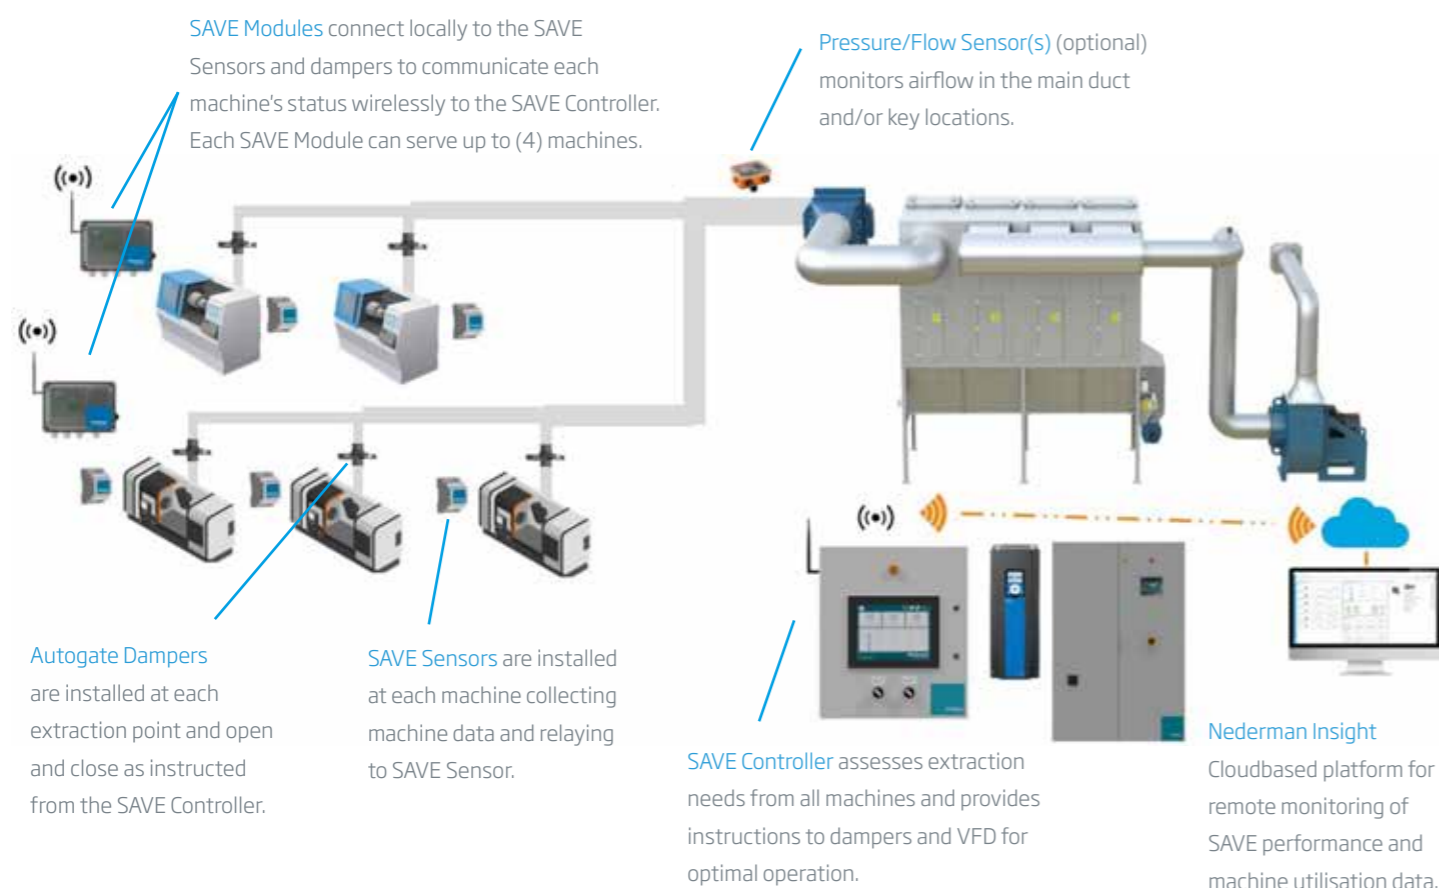 SAVE Modules connect locally to the SAVE
Sensors and dampers to communicate each
machine's status wirelessly to the SAVE Controller.
Each SAVE Module can serve up to (4) machines.
Pressure/Flow Sensor(s) (optional)
monitors airflow in the main duct
and/or key locations.
Autogate Dampers
are installed at each
extraction point and open
and close as instructed
from the SAVE Controller.
SAVE Sensors are installed
at each machine collecting
machine data and relaying
to SAVE Sensor.
SAVE Controller assesses extraction
needs from all machines and provides
instructions to dampers and VFD for
optimal operation.
Nederman Insight
Cloudbased platform for
remote monitoring of
SAVE performance and
machine utilisation data.